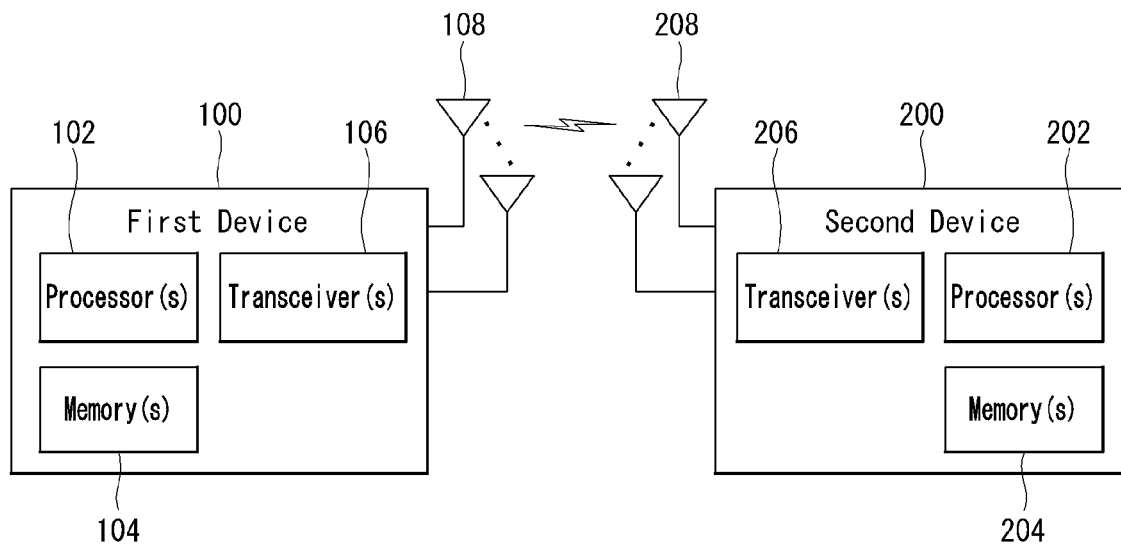 108
208
100
200
102
106
206
202
First Device
Second Device
Processor(s)
Transceiver(s)
Transceiver(s)
Processor(s)
Memory(s)
Memory(s)
104
204